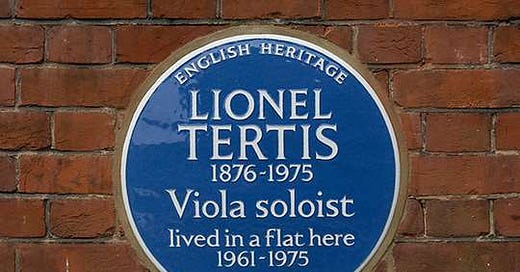 ENGLISH HERITAGE
LIONEL
TERTIS
1876-1975
Viola soloist
lived in a flat here
1961-1975